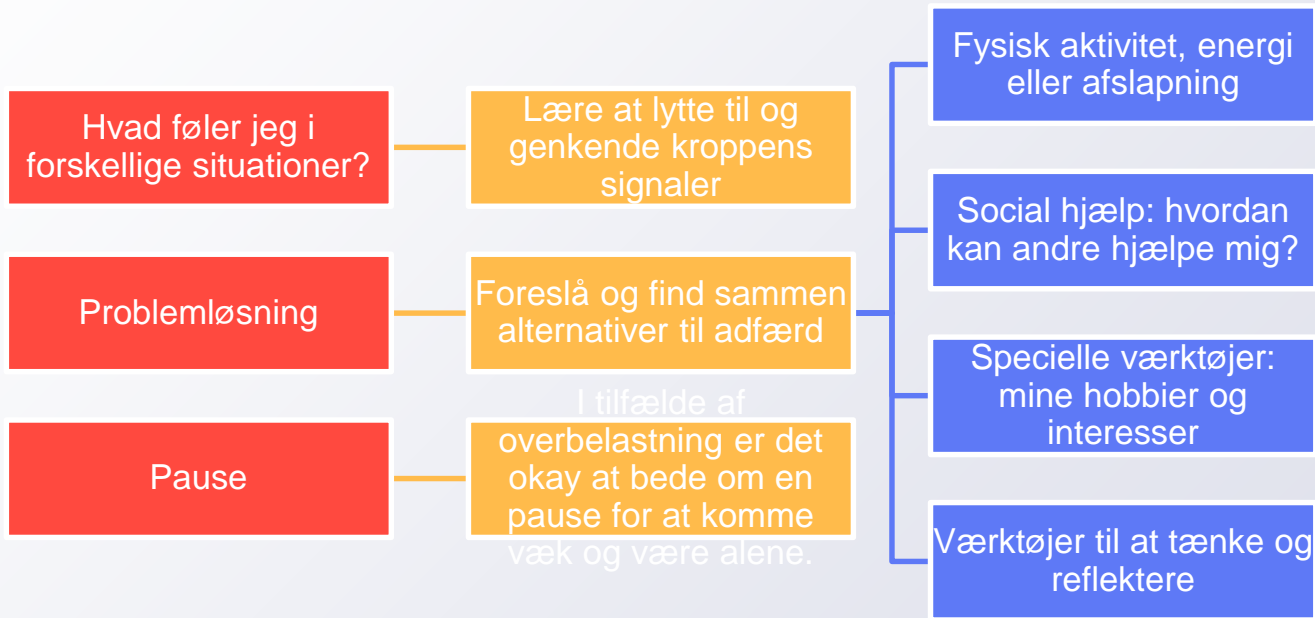 Hvad føler jeg i
forskellige situationer?
Lære at lytte til og
genkende kroppens
signaler
Problemløsning
Foreslå og find sammen
alternativer til adfærd
Pause
I tilfælde af
overbelastning er det
okay at bede om en
pause for at komme
væk og være alene.
Fysisk aktivitet, energi
eller afslapning
Social hjælp: hvordan
kan andre hjælpe mig?
Specielle værktøjer:
mine hobbier og
interesser
Værktøjer til at tænke og
reflektere